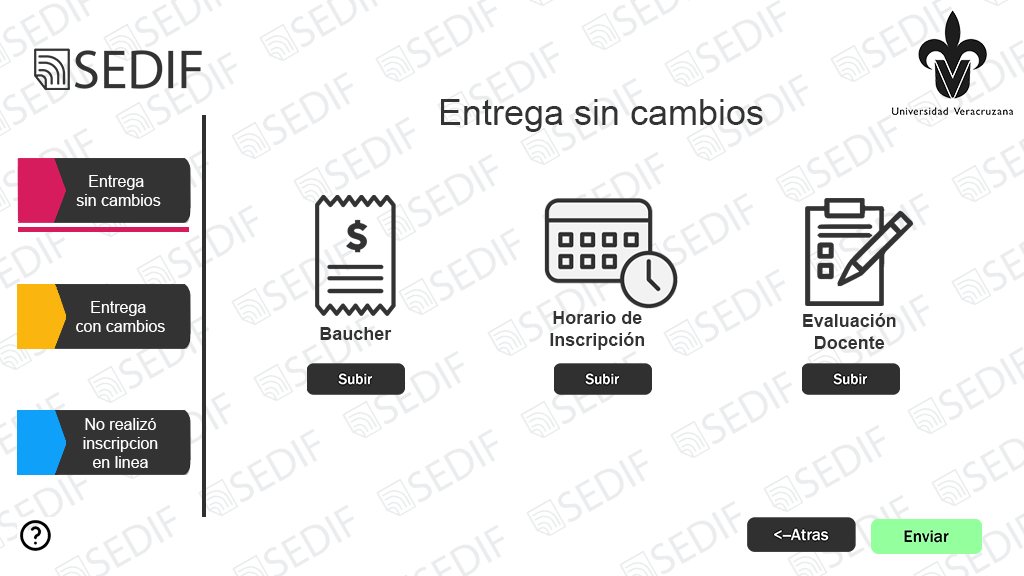 SEDIF
Universidad Veracruzana
Entrega sin cambios
Entrega
sin cambios
Entrega
con cambios
No realizó
inscripcion
en linea
?
$
Baucher
Subir
Horario de
Inscripción
Subir
Evaluación
Docente
Subir
<–Atras
Enviar